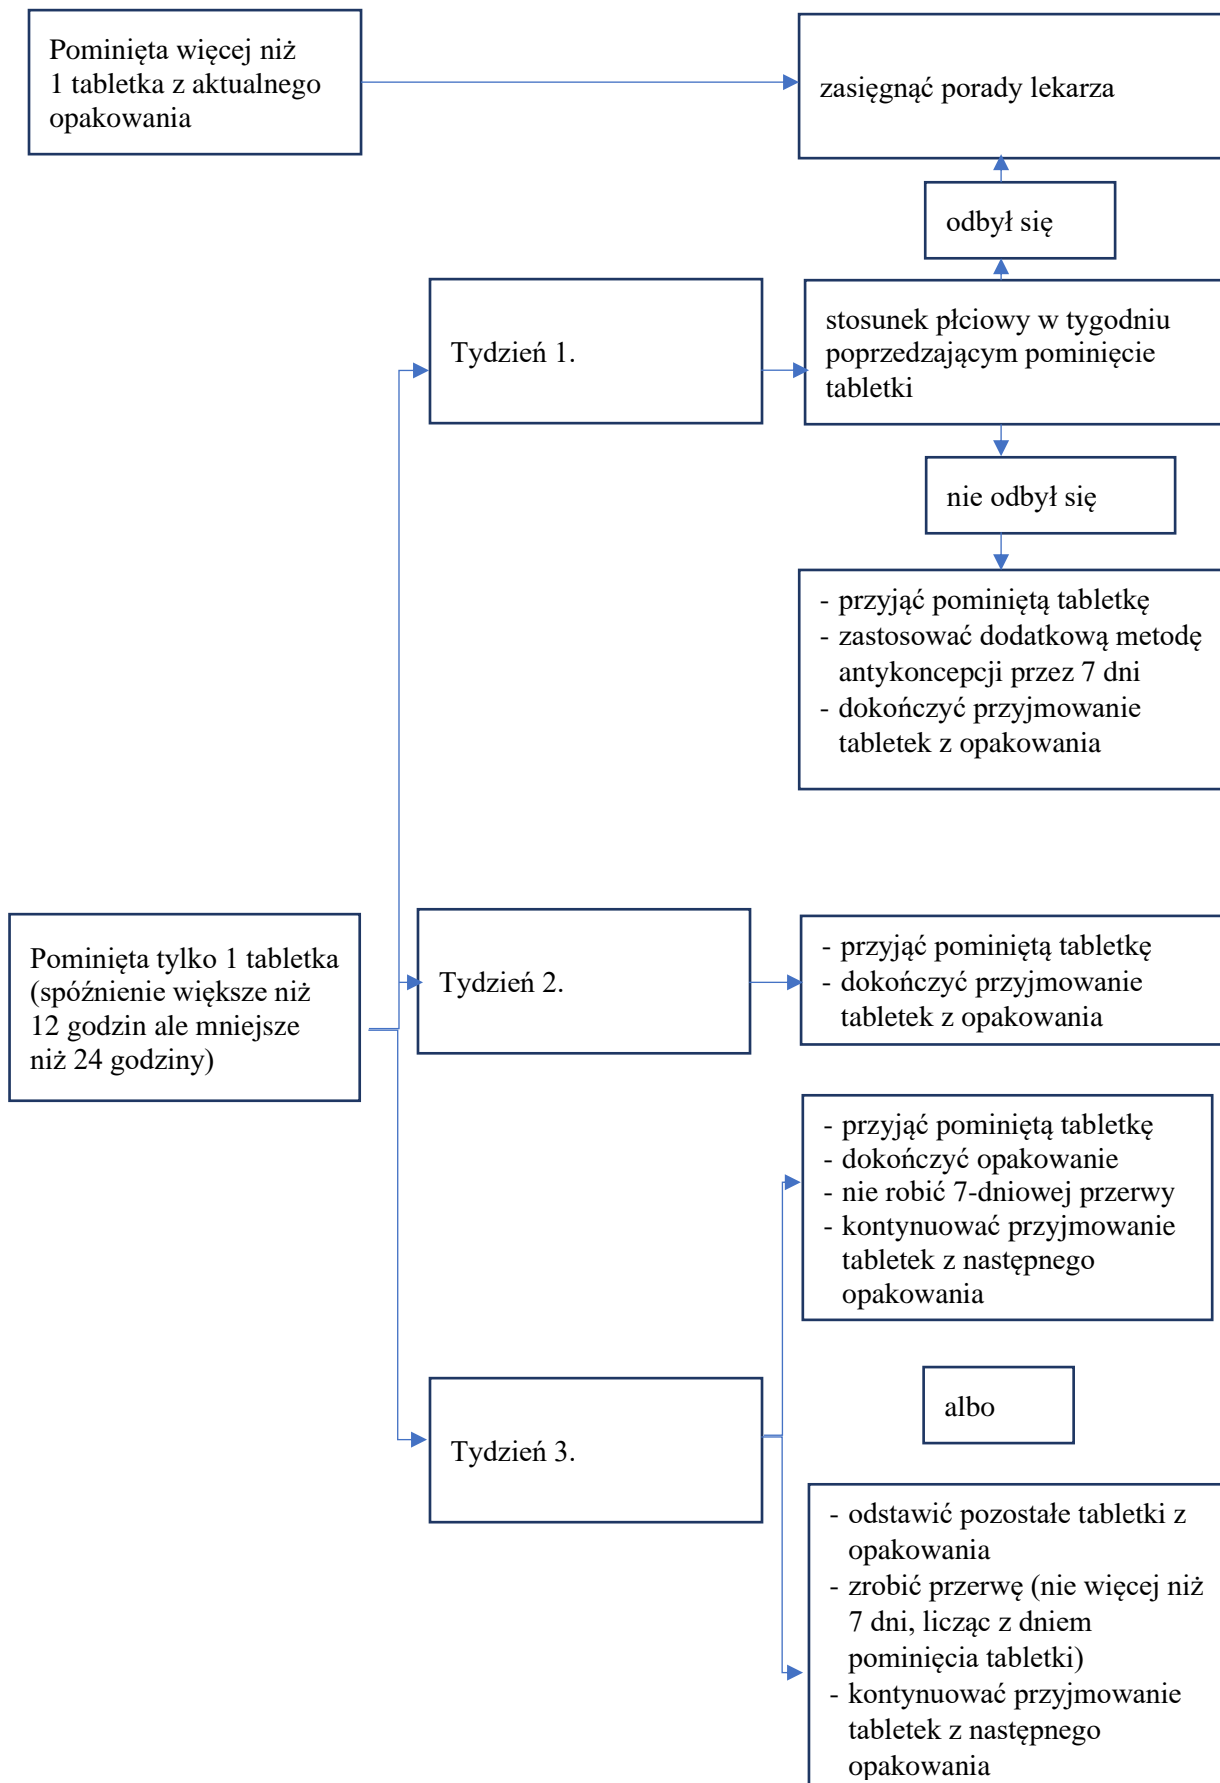 Pominięta więcej niż
1 tabletka z aktualnego
opakowania
zasięgnąć porady lekarza
odbył się
stosunek płciowy w tygodniu
poprzedzającym pominięcie
tabletki
Tydzień 1.
nie odbył się
- przyjąć pominiętą tabletkę
- zastosować dodatkową metodę
antykoncepcji przez 7 dni
- dokończyć przyjmowanie
tabletek z opakowania
Pominięta tylko 1 tabletka
(spóźnienie większe niż
12 godzin ale mniejsze
niż 24 godziny)
Tydzień 2.
- przyjąć pominiętą tabletkę
- dokończyć przyjmowanie
tabletek z opakowania
- przyjąć pominiętą tabletkę
- dokończyć opakowanie
- nie robić 7-dniowej przerwy
- kontynuować przyjmowanie
tabletek z następnego
opakowania
albo
Tydzień 3.
- odstawić pozostałe tabletki z
opakowania
- zrobić przerwę (nie więcej niż
7 dni, licząc z dniem
pominięcia tabletki)
- kontynuować przyjmowanie
tabletek z następnego
opakowania